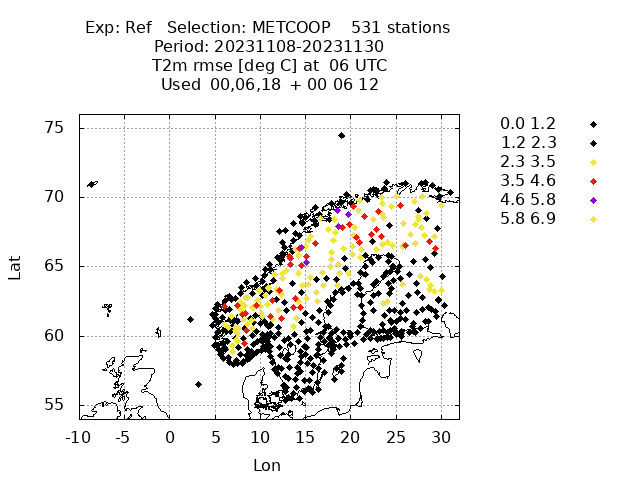 Exp: Ref Selection: METCOOP 531 stations
Period: 20231108-20231130
T2m rmse [deg C] at 06 UTC
Used 00,06,18 + 00 06 12
0.0 1.2
1.2 2.3
2.3 3.5
3.5 4.6
4.6 5.8
5.8 6.9
75
70
65
60
55
Lat
-10 -5 0 5 10 15 20 25 30
Lon